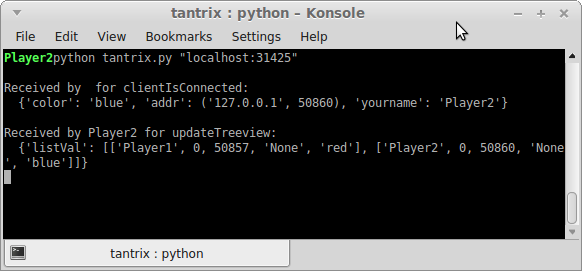 tantrix : python – Konsole
File Edit View Bookmarks Settings Help
Player2python tantrix.py "localhost:31425"
Received by  for clientIsConnected:
  {'color': 'blue', 'addr': ('127.0.0.1', 50860), 'yourname': 'Player2'}
Received by Player2 for updateTreeview:
  {'listVal': [['Player1', 0, 50857, 'None', 'red'], ['Player2', 0, 50860, 'None
', 'blue']]}
tantrix : python